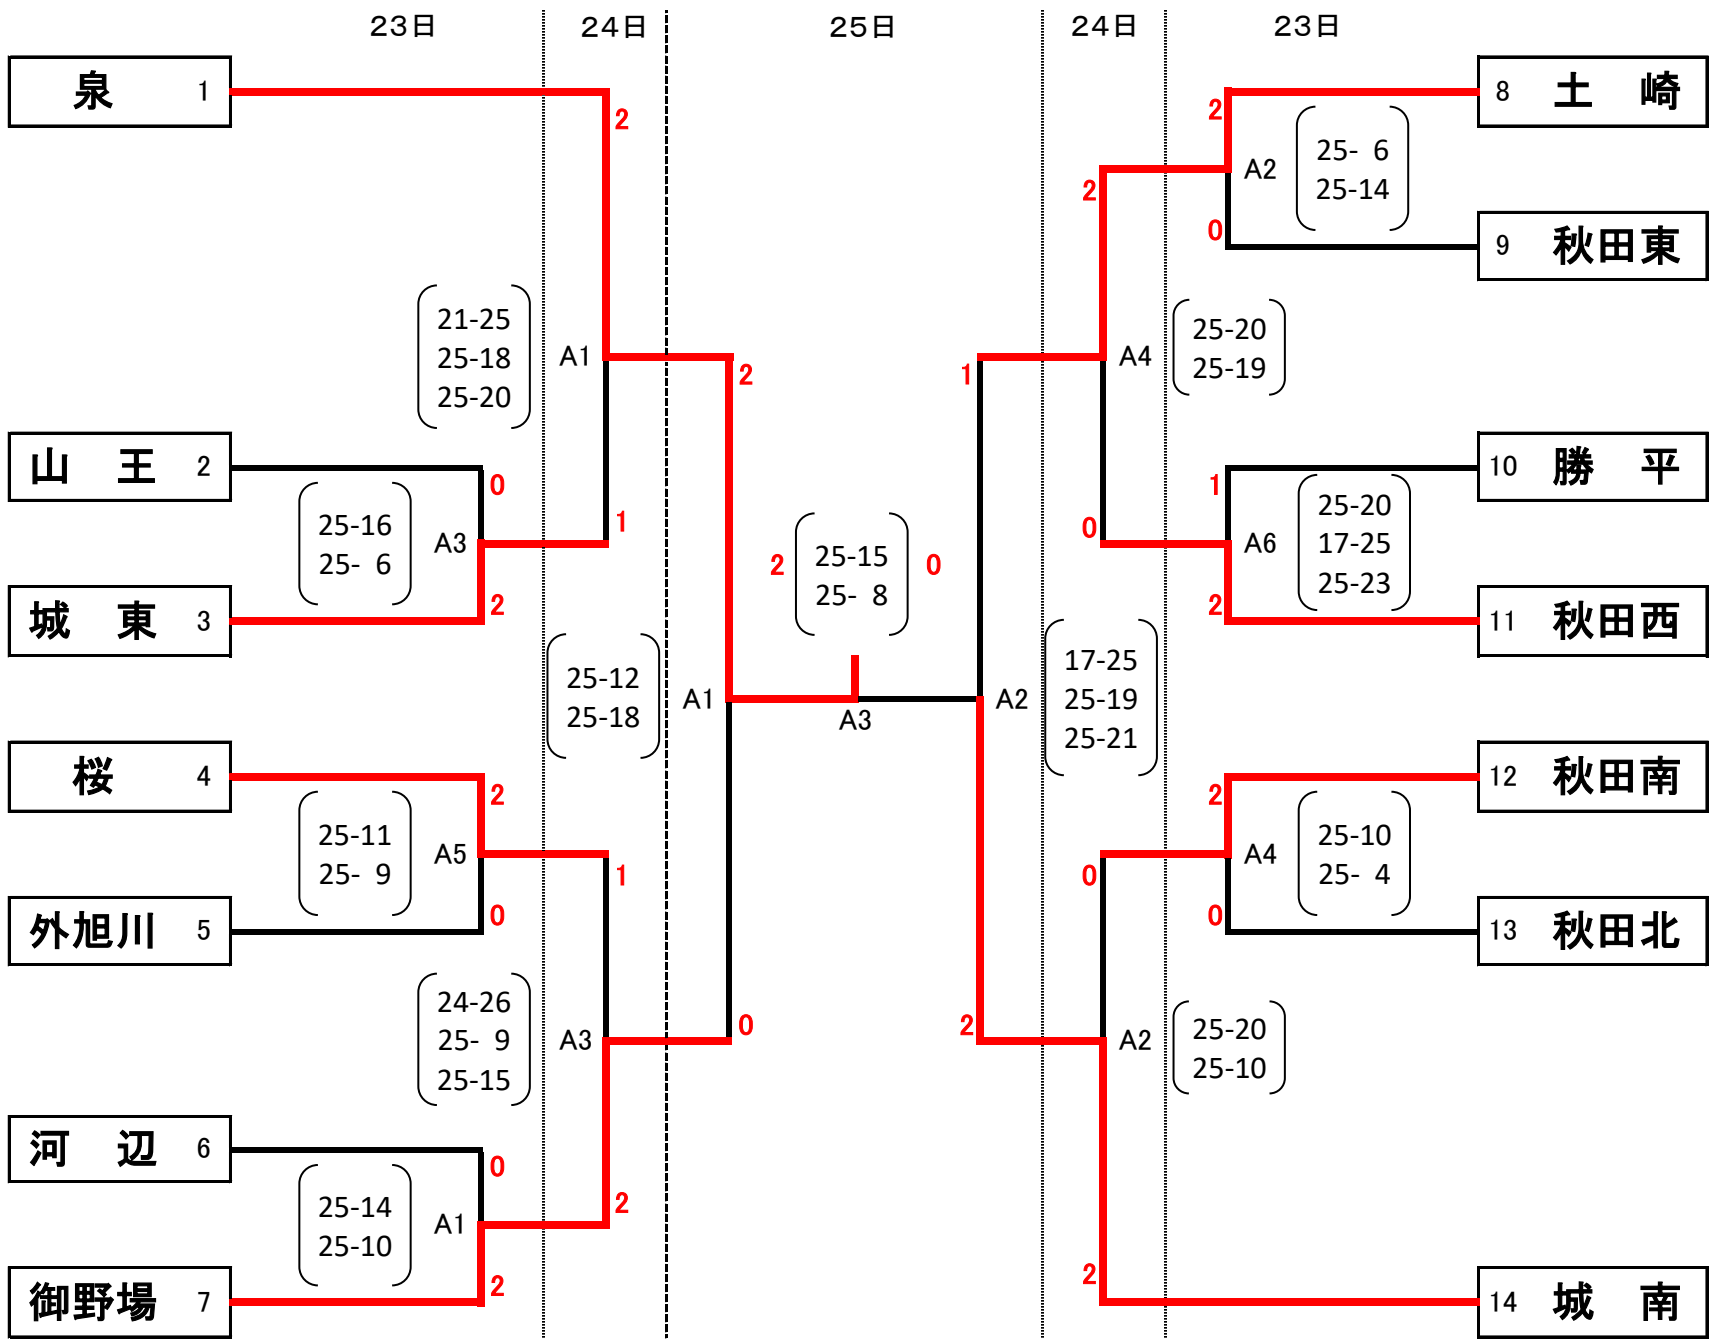 23日 24日 25日 24日 23日
泉 1
2
2
8 土 崎
A2
25- 6
25-14
2
0
9 秋田東
21-25
25-18
25-20
A1
2
1
A4
25-20
25-19
山 王 2
0
25-16
25- 6
A3
1
2
城 東 3
2
25-15
25- 8
0
0
10 勝 平
1
25-20
17-25
25-23
A6
2
11 秋田西
25-12
25-18
A1
A3
A2
17-25
25-19
25-21
桜 4
2
25-11
25- 9
A5
1
0
外旭川 5
2
12 秋田南
0
25-10
25- 4
A4
0
13 秋田北
24-26
25- 9
25-15
A3
0
2
A2
25-20
25-10
河 辺 6
0
25-14
25-10
A1
2
2
御野場 7
2
14 城 南